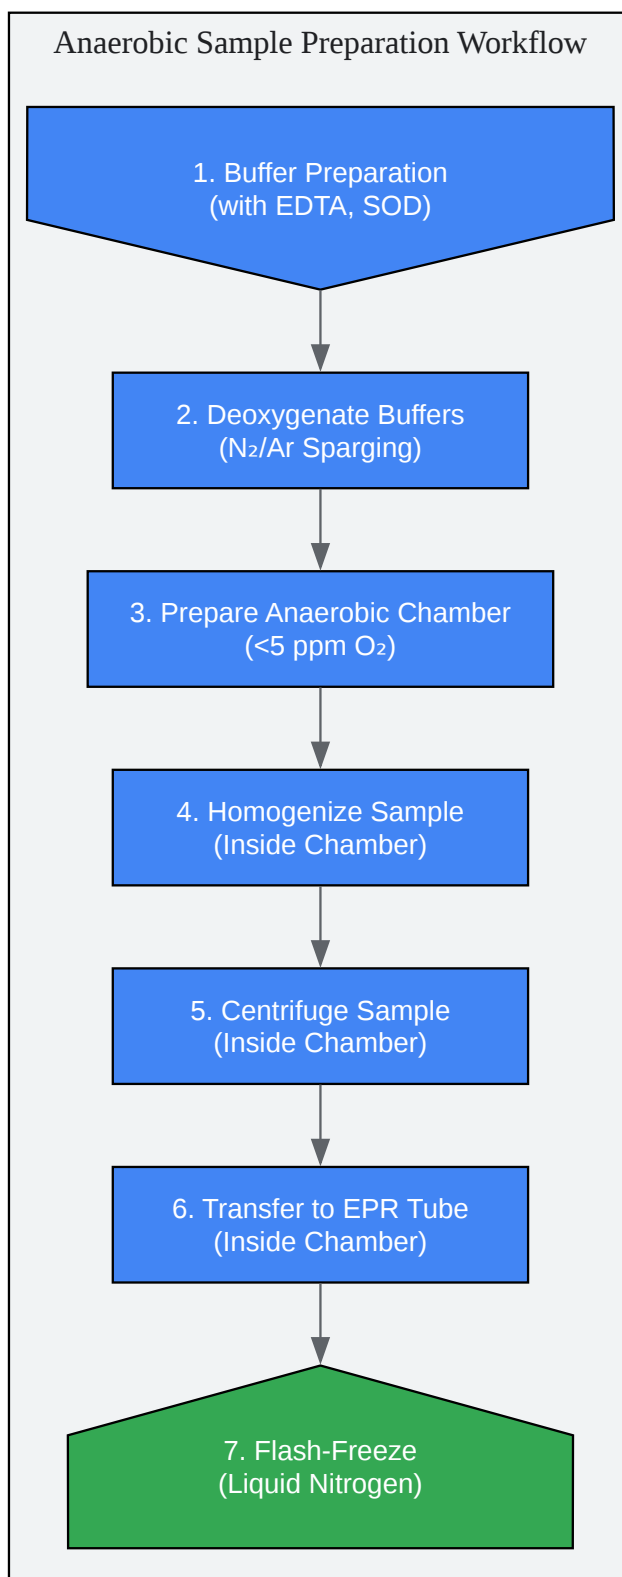 Anaerobic Sample Preparation Workflow
1. Buffer Preparation
(with EDTA, SOD)
2. Deoxygenate Buffers
(N₂/Ar Sparging)
3. Prepare Anaerobic Chamber
(<5 ppm O₂)
4. Homogenize Sample
(Inside Chamber)
5. Centrifuge Sample
(Inside Chamber)
6. Transfer to EPR Tube
(Inside Chamber)
7. Flash-Freeze
(Liquid Nitrogen)